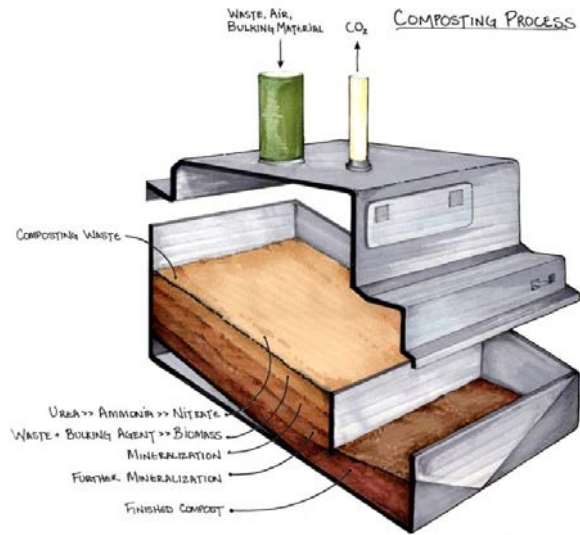 WASTE, AIR,
BULKING MATERIAL
CO₂
COMPOSTING PROCESS
COMPOSTING WASTE
UREA >> AMMONIA >> NITRATE
WASTE + BULKING AGENT >> BIOMASS
MINERALIZATION
FURTHER MINERALIZATION
FINISHED COMPOST